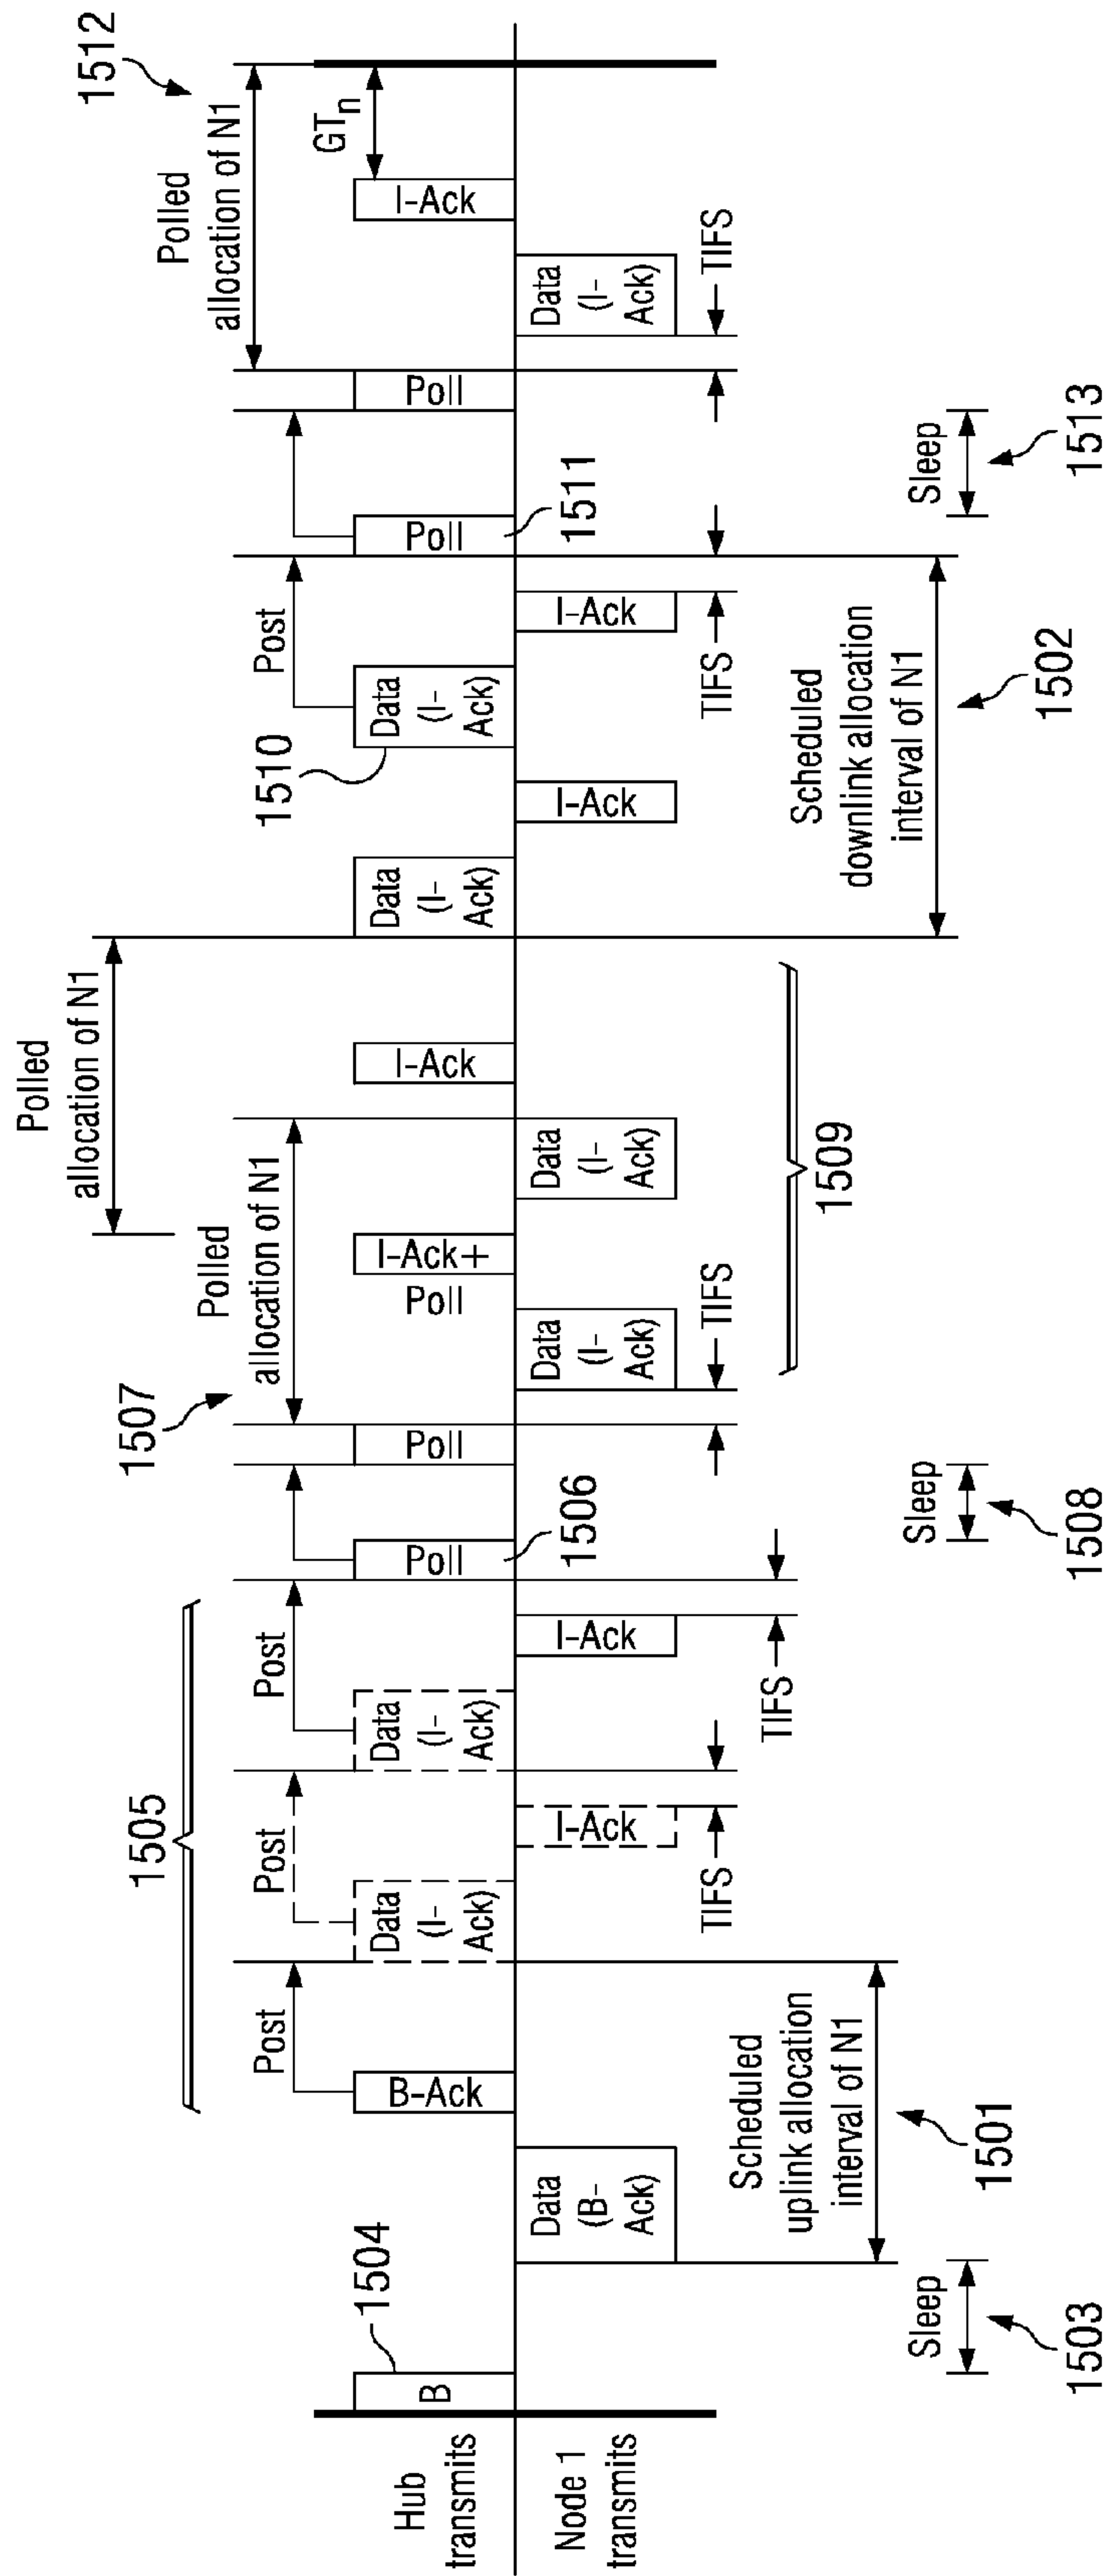 1512
Polled
allocation of N1
GTn
I-Ack
Data
(I-
Ack)
TIFS
Poll
Sleep
1513
Poll
1511
Post
I-Ack
TIFS
Data
(I-
Ack)
1510
I-Ack
Scheduled
downlink allocation
interval of N1
1502
Data
(I-
Ack)
Polled
allocation of N1
I-Ack
Polled
allocation of N1
Data
(I-
Ack)
1509
I-Ack+
Poll
Data
(I-
Ack)
TIFS
1507
Poll
Sleep
1508
Poll
1506
1505
Post
I-Ack
TIFS
Data
(I-
Ack)
Post
I-Ack
TIFS
Data
(I-
Ack)
Post
B-Ack
Scheduled
uplink allocation
interval of N1
1501
Data
(B-
Ack)
1504
Sleep
1503
B
Hub
transmits
Node 1
transmits